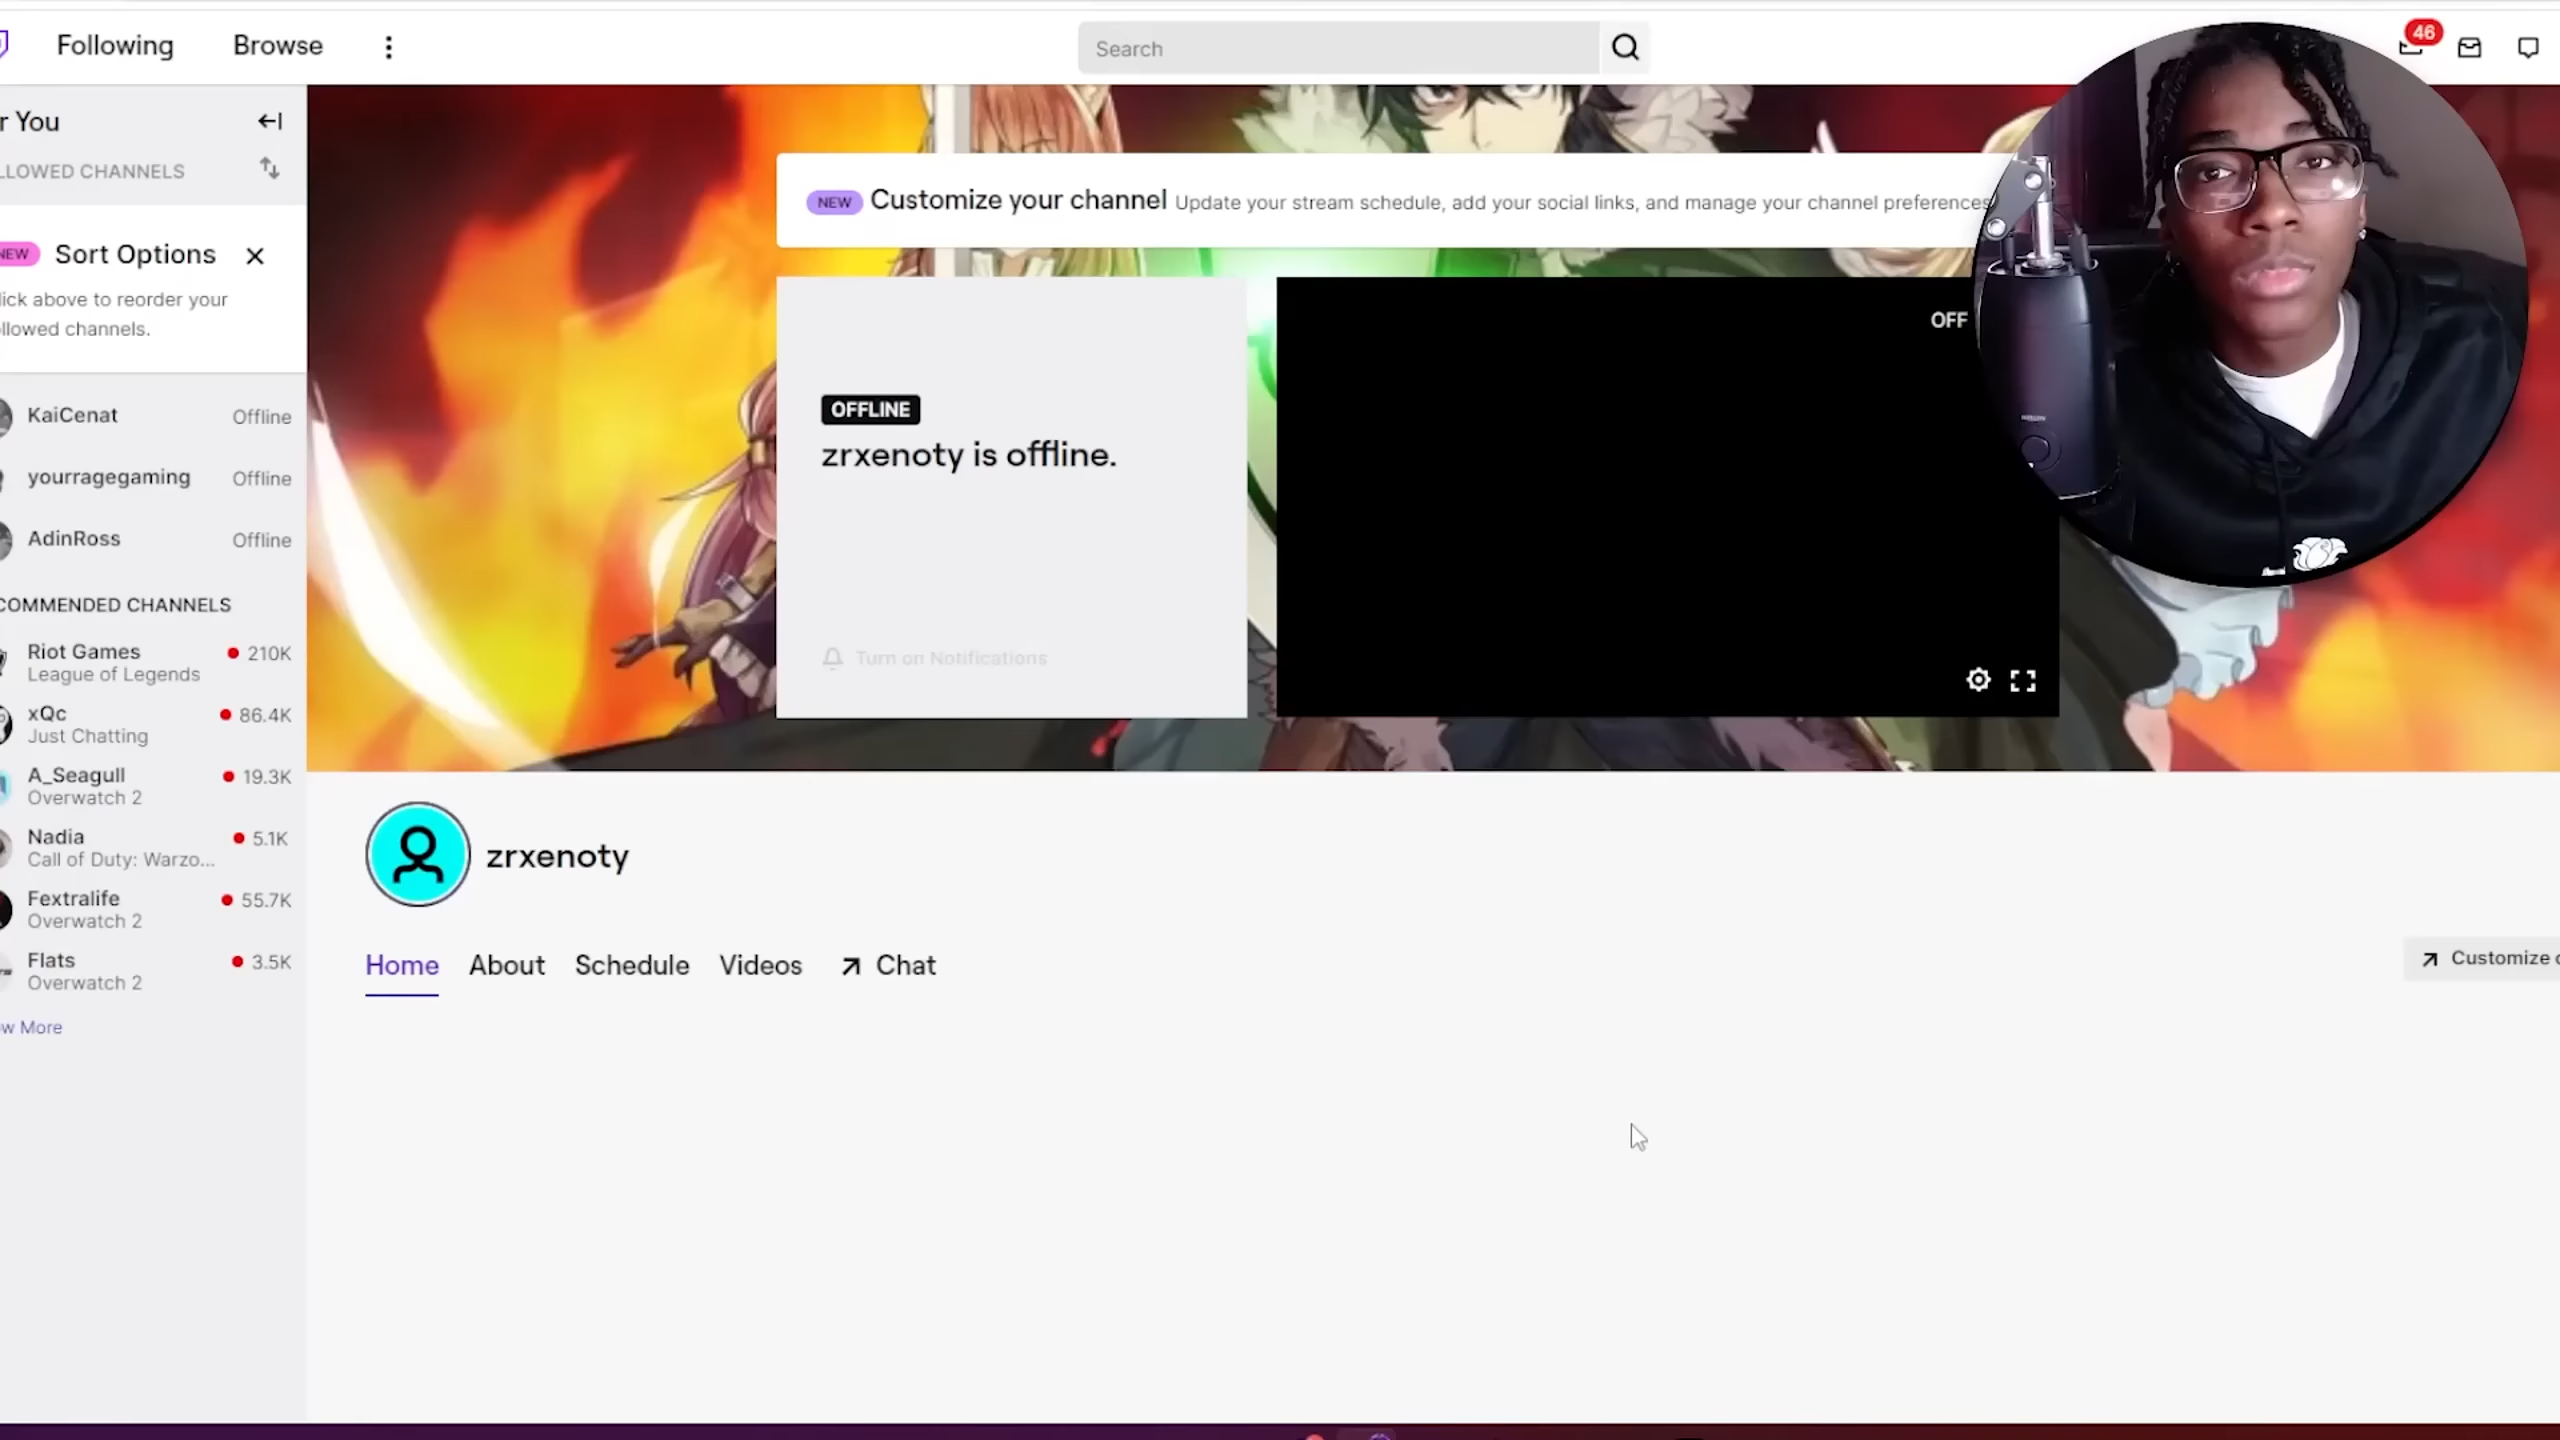 Following
Browse
Search
46
r You
LLOWED CHANNELS
NEW Sort Options
lick above to reorder your
llowed channels.
KaiCenat Offline
yourragegaming Offline
AdinRoss Offline
COMMENDED CHANNELS
Riot Games 210K
League of Legends
xQc 86.4K
Just Chatting
A_Seagull 19.3K
Overwatch 2
Nadia 5.1K
Call of Duty: Warzo...
Fextralife 55.7K
Overwatch 2
Flats 3.5K
Overwatch 2
w More
NEW Customize your channel Update your stream schedule, add your social links, and manage your channel preferences
OFFLINE
zrxenoty is offline.
Turn on Notifications
OFF
zrxenoty
Home About Schedule Videos Chat
Customize c